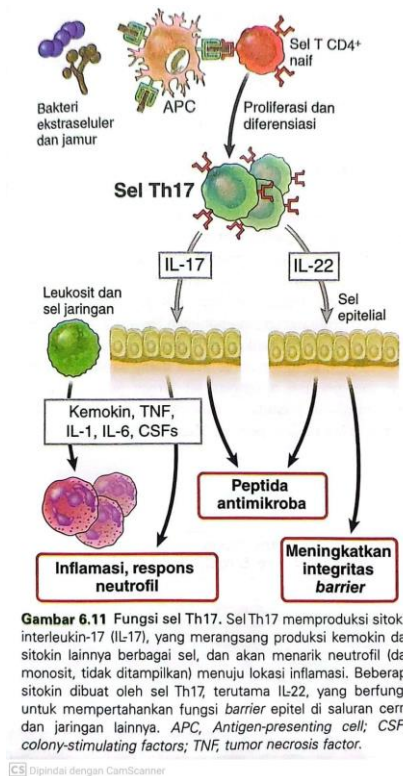 Bakteri
ekstraseluler
dan jamur
APC
Sel T CD4+
naif
Proliferasi dan
diferensiasi
Sel Th17
IL-17
IL-22
Leukosit dan
sel jaringan
Sel
epitelial
Kemokin, TNF,
IL-1, IL-6, CSFs
Peptida
antimikroba
Inflamasi, respons
neutrofil
Meningkatkan
integritas
barrier
Gambar 6.11 Fungsi sel Th17. Sel Th17 memproduksi sitok
interleukin-17 (IL-17), yang merangsang produksi kemokin da
sitokin lainnya berbagai sel, dan akan menarik neutrofil (da
monosit, tidak ditampilkan) menuju lokasi inflamasi. Beberap
sitokin dibuat oleh sel Th17, terutama IL-22, yang berfung
untuk mempertahankan fungsi barrier epitel di saluran cern
dan jaringan lainnya. APC, Antigen-presenting cell; CSF
colony-stimulating factors; TNF, tumor necrosis factor.
CS Dipindai dengan CamScanner